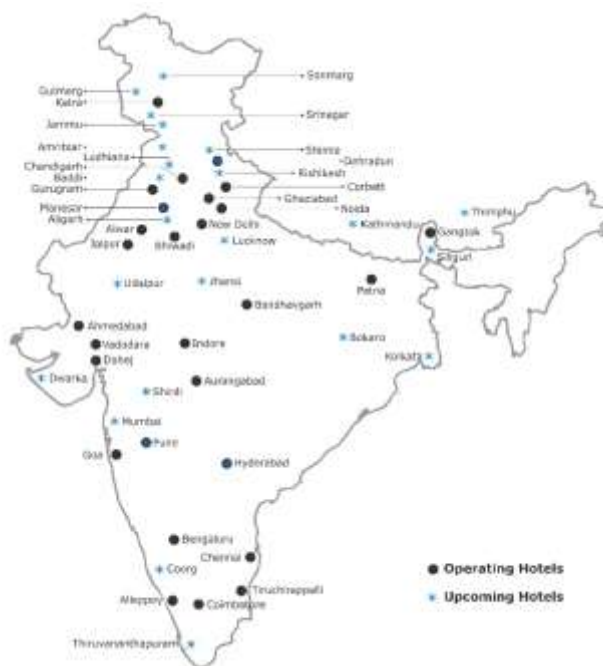 Sonmarg
Gulmerg
Katra
Srinagar
Jammu
Amritsar
Shimla
Ludhiana
Dehradun
Chandigarh
Rishikesh
Baddi
Gurugram
Corbett
Ghaziabad
Manesar
Noida
Thimphu
Aligarh
New Delhi
Kathmandu
Alwar
Gangtok
Jaipur
Bhiwadi
Lucknow
Siliguri
Udaipur
Jhansi
Patna
Bandhavgarh
Ahmedabad
Vadodara
Indore
Bokaro
Dahej
Kolkata
Dwarka
Aurangabad
Shirdi
Mumbai
Pune
Goa
Hyderabad
Bengaluru
Chennai
Coorg
Operating Hotels
Tiruchirappalli
Alleppey
Coimbatore
Upcoming Hotels
Thiruvananthapuram